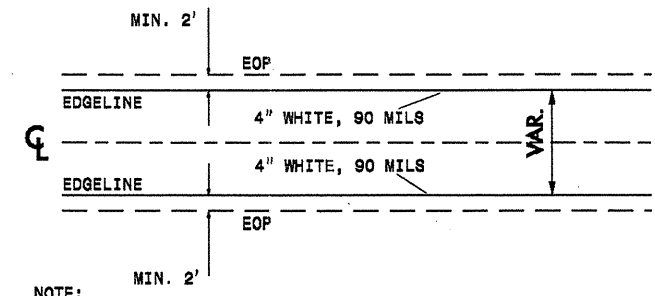 MIN. 2'
EOP
EDGELINE
4" WHITE, 90 MILS
℄
VAR.
4" WHITE, 90 MILS
EDGELINE
EOP
MIN. 2'
NOTE: